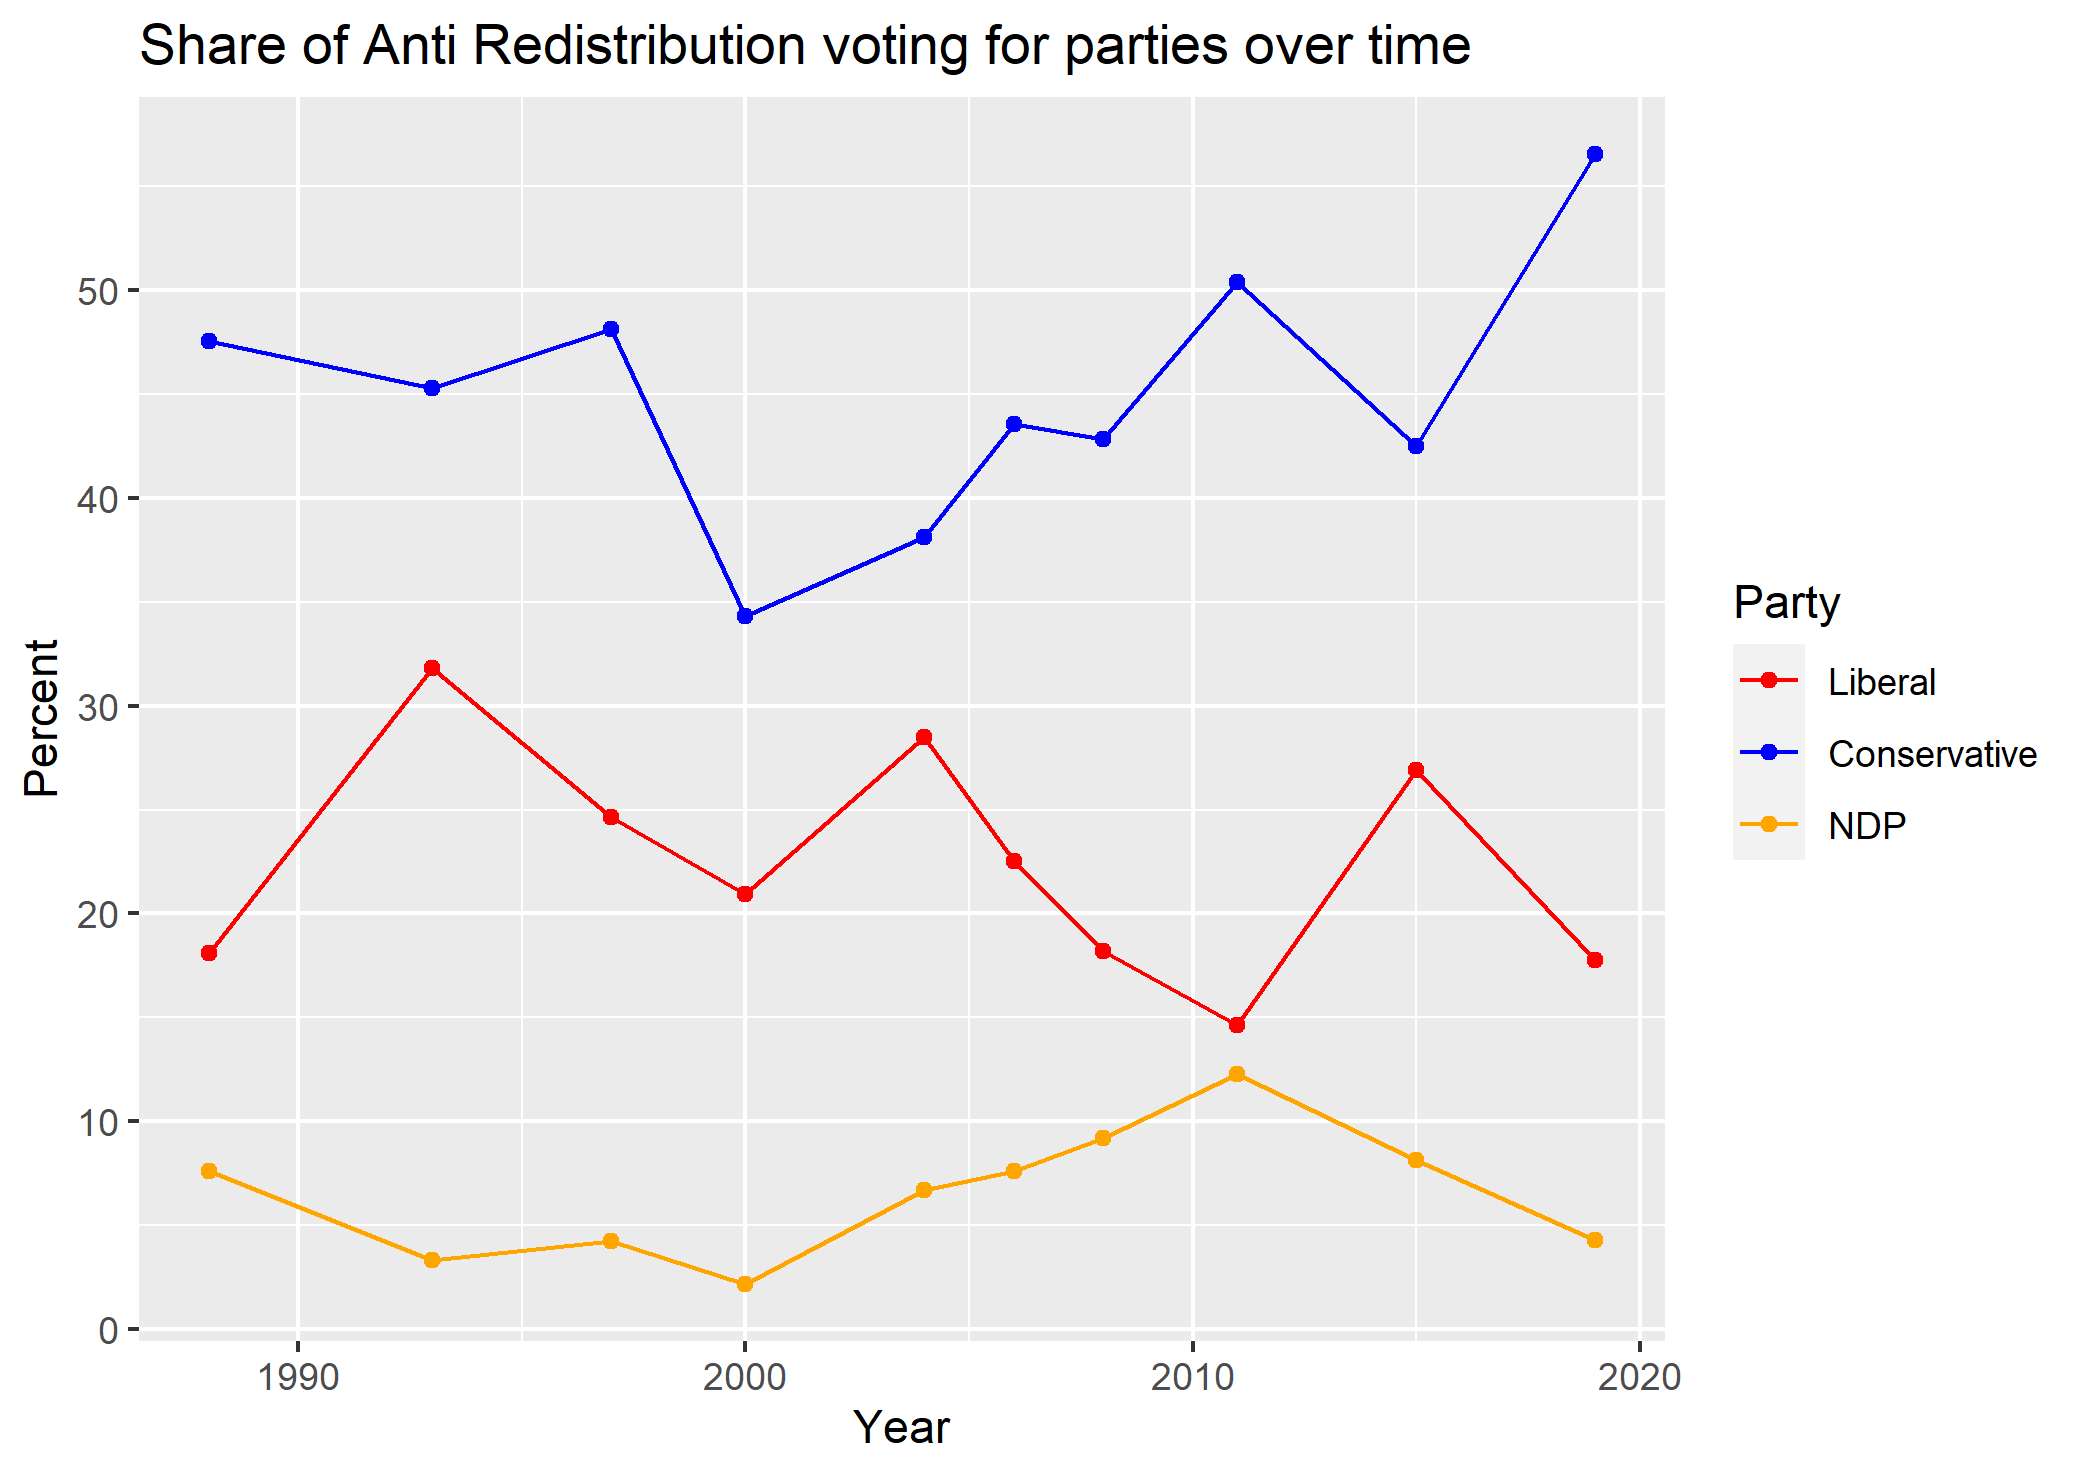 Share of Anti Redistribution voting for parties over time
Percent
50
40
30
20
10
0
1990
2000
2010
2020
Year
Party
Liberal
Conservative
NDP